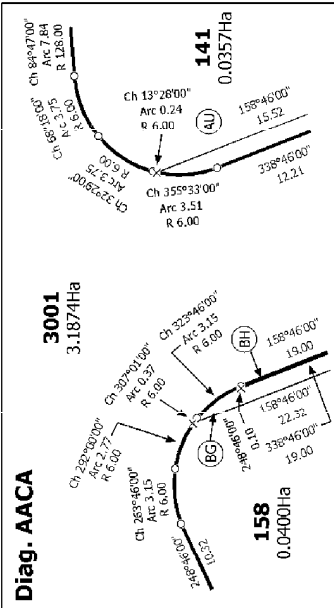 Diag. AACA
3001
3.1874Ha
141
0.0357Ha
158
0.0400Ha
Ch 84°47'00"
Arc 7.84
R 128.00
Ch 68°18'00"
Arc 3.75
R 6.00
Ch 32°29'00"
Arc 3.75
R 6.00
Ch 13°28'00"
Arc 0.24
R 6.00
AU
Ch 355°33'00"
Arc 3.51
R 6.00
158°46'00"
15.52
338°46'00"
12.21
Ch 323°46'00"
Arc 3.15
R 6.00
Ch 307°01'00"
Arc 0.37
R 6.00
Ch 292°00'00"
Arc 2.77
R 6.00
Ch 263°46'00"
Arc 3.15
R 6.00
248°46'00"
10.32
BG
BH
248°46'00"
0.10
158°46'00"
19.00
158°46'00"
22.32
338°46'00"
19.00